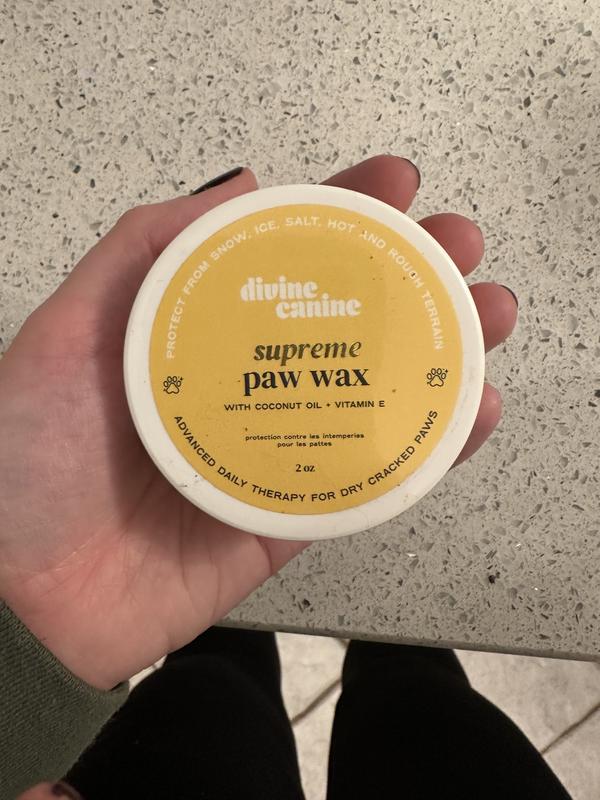 PROTECT FROM SNOW, ICE, SALT, HOT AND ROUGH TERRAIN
divine
canine
supreme
paw wax
WITH COCONUT OIL + VITAMIN E
protection contre les intemperies
pour les pattes
2 oz
ADVANCED DAILY THERAPY FOR DRY CRACKED PAWS